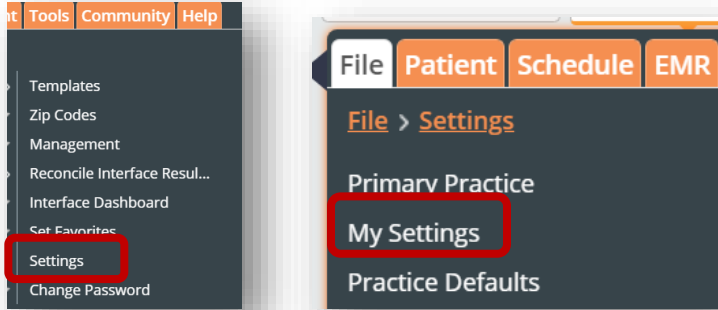 nt Tools Community Help
Templates
Zip Codes
Management
Reconcile Interface Resul...
Interface Dashboard
Set Favorites
Settings
Change Password
File Patient Schedule EMR
File > Settings
Primary Practice
My Settings
Practice Defaults